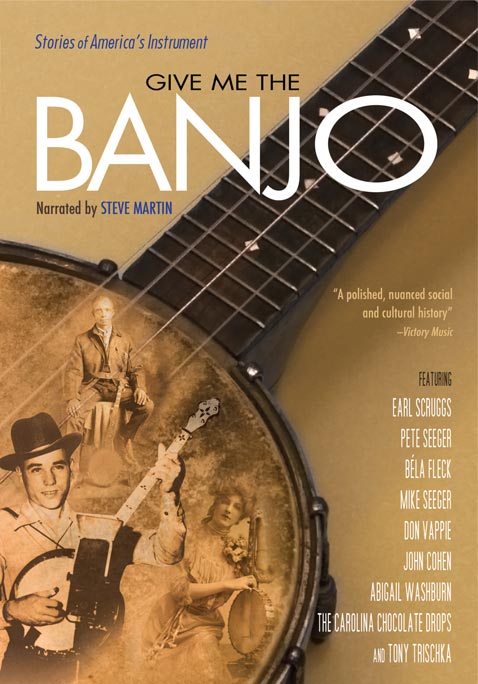 Stories of America's Instrument
GIVE ME THE
BANJO
Narrated by STEVE MARTIN
“A polished, nuanced social
and cultural history”
–Victory Music
FEATURING
EARL SCRUGGS
PETE SEEGER
BÉLA FLECK
MIKE SEEGER
DON VAPPIE
JOHN COHEN
ABIGAIL WASHBURN
THE CAROLINA CHOCOLATE DROPS
AND TONY TRISCHKA